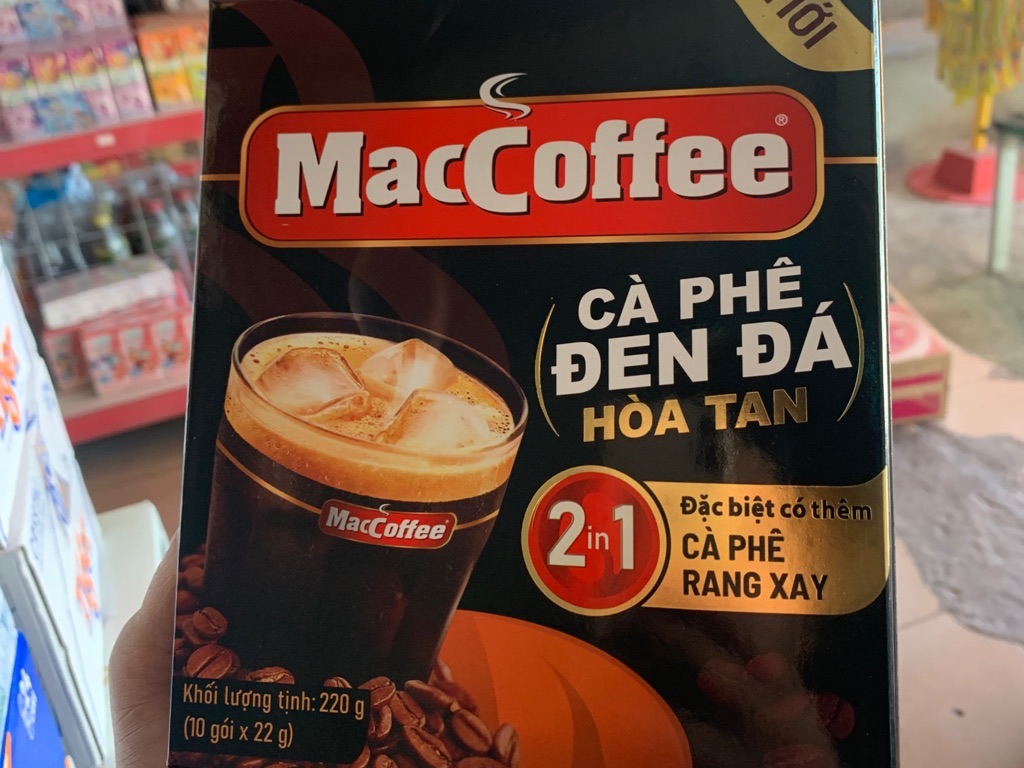 MacCoffee®
CÀ PHÊ
ĐEN ĐÁ
HÒA TAN
2in1
Đặc biệt có thêm
CÀ PHÊ
RANG XAY
MacCoffee
Khối lượng tịnh: 220 g
(10 gói x 22 g)